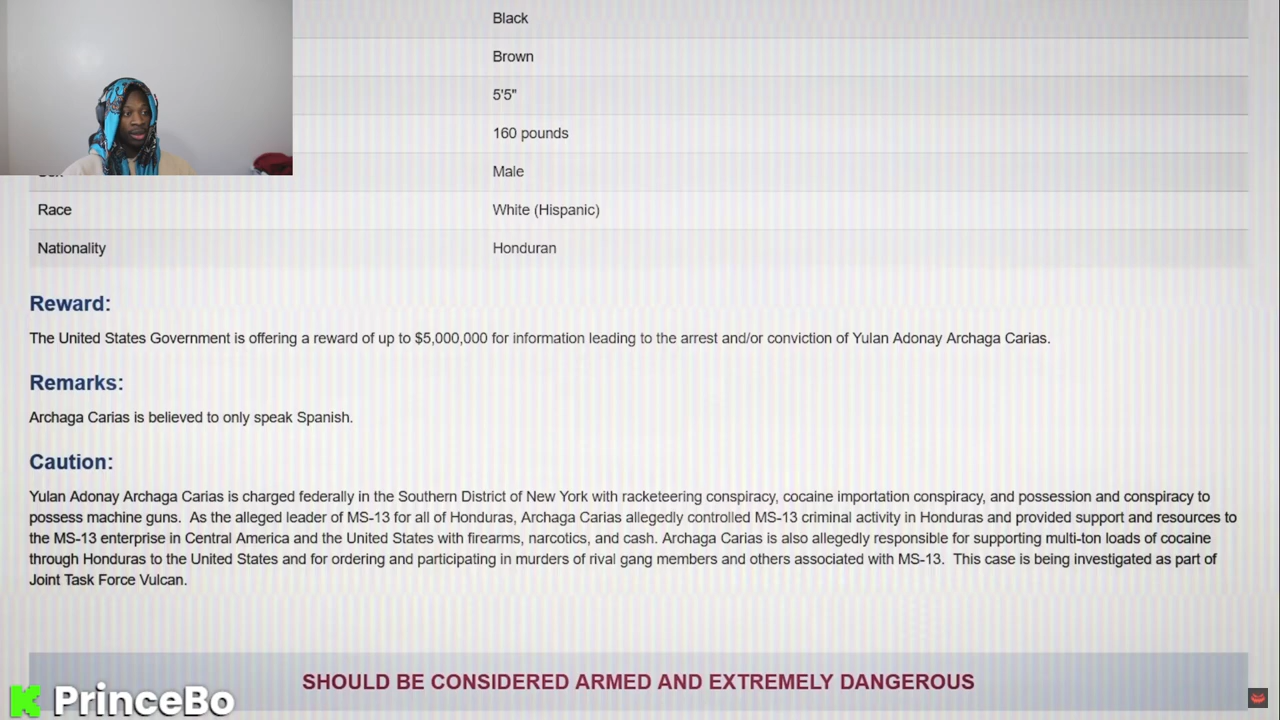 Black
Brown
5'5"
160 pounds
Male
Race White (Hispanic)
Nationality Honduran
Reward:
The United States Government is offering a reward of up to $5,000,000 for information leading to the arrest and/or conviction of Yulan Adonay Archaga Carias.
Remarks:
Archaga Carias is believed to only speak Spanish.
Caution:
Yulan Adonay Archaga Carias is charged federally in the Southern District of New York with racketeering conspiracy, cocaine importation conspiracy, and possession and conspiracy to
possess machine guns.  As the alleged leader of MS-13 for all of Honduras, Archaga Carias allegedly controlled MS-13 criminal activity in Honduras and provided support and resources to
the MS-13 enterprise in Central America and the United States with firearms, narcotics, and cash. Archaga Carias is also allegedly responsible for supporting multi-ton loads of cocaine
through Honduras to the United States and for ordering and participating in murders of rival gang members and others associated with MS-13.  This case is being investigated as part of
Joint Task Force Vulcan.
SHOULD BE CONSIDERED ARMED AND EXTREMELY DANGEROUS
K PrinceBo